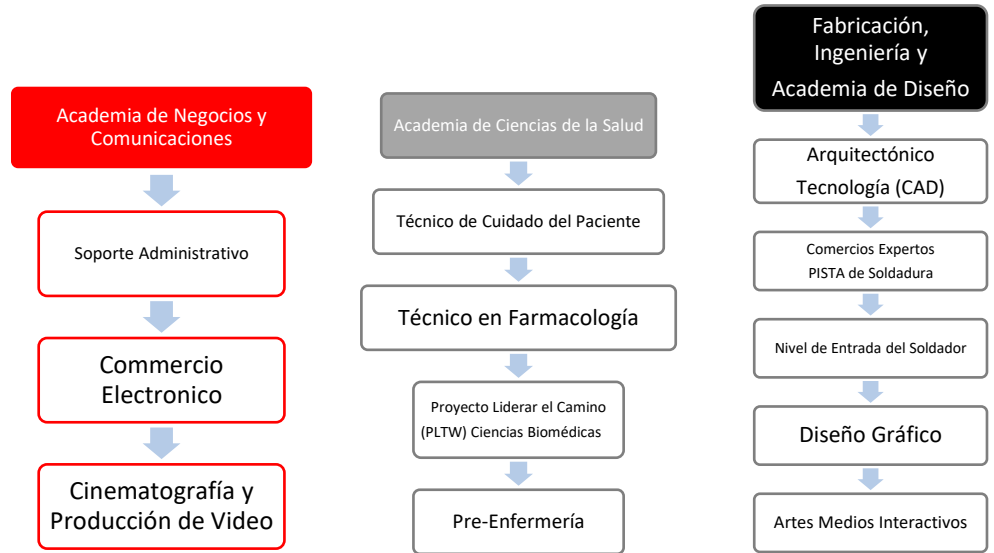 Academia de Negocios y
Comunicaciones
Soporte Administrativo
Commercio
Electronico
Cinematografía y
Producción de Video
Academia de Ciencias de la Salud
Técnico de Cuidado del Paciente
Técnico en Farmacología
Proyecto Liderar el Camino
(PLTW) Ciencias Biomédicas
Pre-Enfermería
Fabricación,
Ingeniería y
Academia de Diseño
Arquitectónico
Tecnología (CAD)
Comercios Expertos
PISTA de Soldadura
Nivel de Entrada del Soldador
Diseño Gráfico
Artes Medios Interactivos